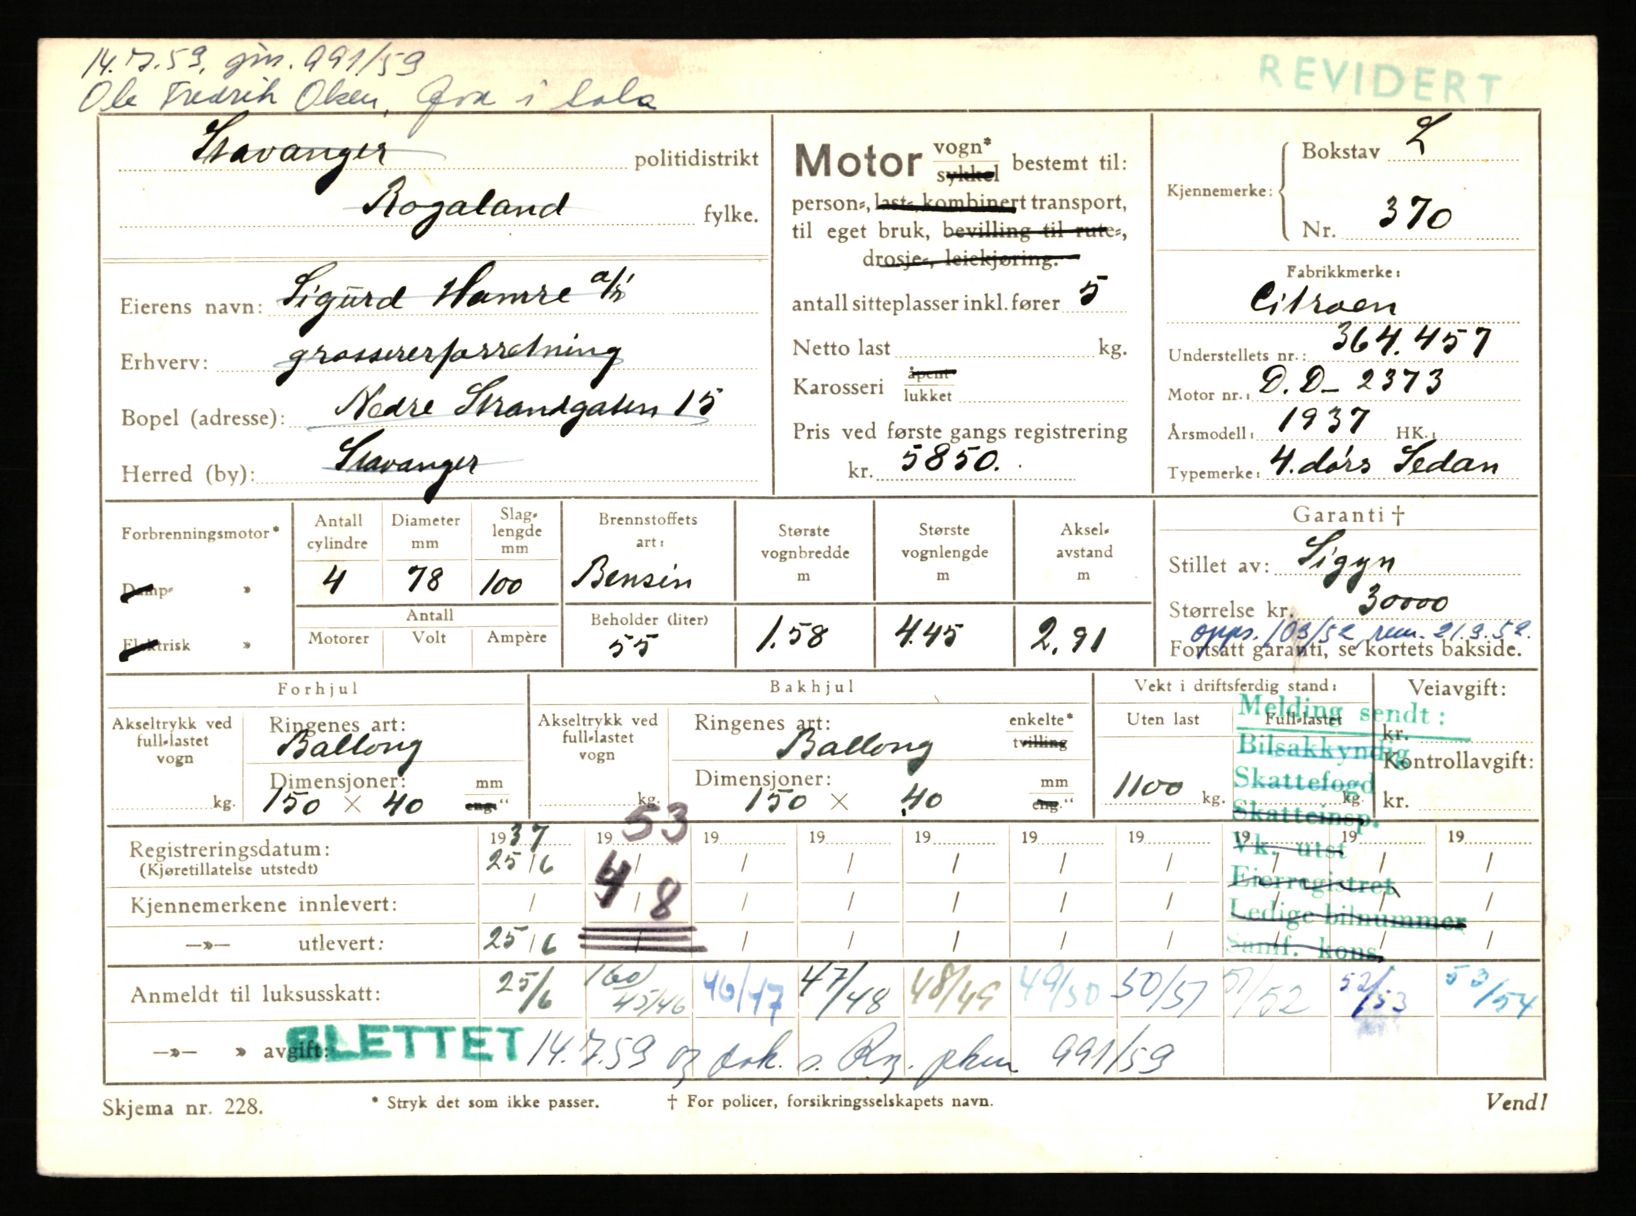 14.7.59, gjn. 991/59
Ole Fredrik Olsen, i Sola
REVIDERT
Stavanger politidistrikt
Rogaland fylke.
Eierens navn: Sigurd Hamre a/s
Erhverv: grossererforretning
Bopel (adresse): Nedre Strandgaten 15
Herred (by): Stavanger
Motor vogn* sykkel bestemt til:
person-, last-, kombinert transport,
til eget bruk, bevilling til rute-,
drosje-, leiekjøring.
antall sitteplasser inkl. fører 5
Netto last kg.
Karosseri åpent lukket
Pris ved første gangs registrering
kr. 5850.
Kjennemerke: Bokstav L
Nr. 370
Fabrikkmerke:
Citroen
Understellets nr.: 364.457
Motor nr.: D.D- 2373
Årsmodell: 1937 HK.:
Typemerke: 4.dørs Sedan
Forbrenningsmotor*
Damp- »
Elektrisk »
Antall cylindre 4
Diameter mm 78
Slag-lengde mm 100
Antall
Motorer Volt Ampère
Brennstoffets art: Bensin
Beholder (liter) 55
Største vognbredde m 1.58
Største vognlengde m 4.45
Aksel-avstand m 2.91
Garanti †
Stillet av: Sigyn
Størrelse kr. 30000
opps. 103/52 21.3.52.
Fortsatt garanti, se kortets bakside.
Forhjul
Akseltrykk ved full-lastet vogn kg.
Ringenes art:
Ballong
Dimensjoner: mm
150 × 40 eng."
Bakhjul
Akseltrykk ved full-lastet vogn kg.
Ringenes art: enkelte*
Ballong tvilling
Dimensjoner: mm
150 × 40 eng."
Vekt i driftsferdig stand:
Uten last Full-lastet
1100 kg. kg.
Veiavgift:
kr.
Kontrollavgift:
kr.
Melding sendt:
Bilsakkyndig
Skattefogd
Skatteinsp.
Vk. utst
Eierregistret
Ledige bilnummer
Samf. kons.
1937 19 53 19 19 19 19 19 19 19 19
Registreringsdatum: 25/6
(Kjøretillatelse utstedt)
48
Kjennemerkene innlevert:
—»— utlevert: 25/6
Anmeldt til luksusskatt: 25/6 45/46 46/47 47/48 48/49 49/50 50/51 51/52 52/53 53/54
—»— » avgift:
SLETTET 14.7.59 og dok. s. 991/59
Skjema nr. 228.
* Stryk det som ikke passer.
† For policer, forsikringsselskapets navn.
Vend!